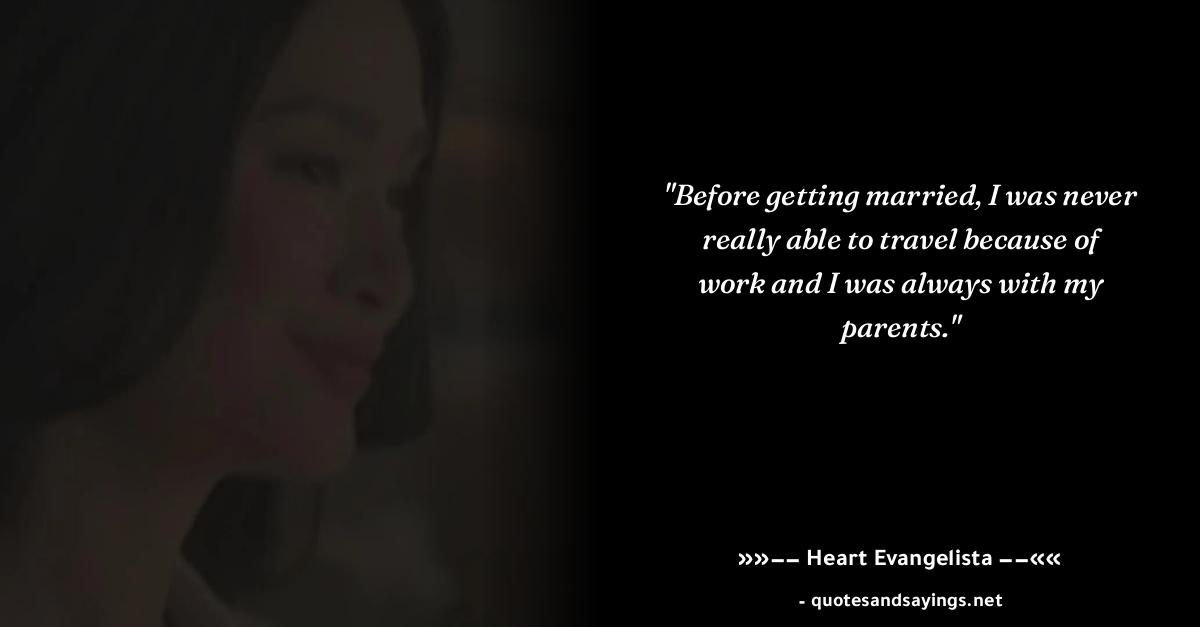 "Before getting married, I was never
really able to travel because of
work and I was always with my
parents."
»»−− Heart Evangelista −−««
- quotesandsayings.net